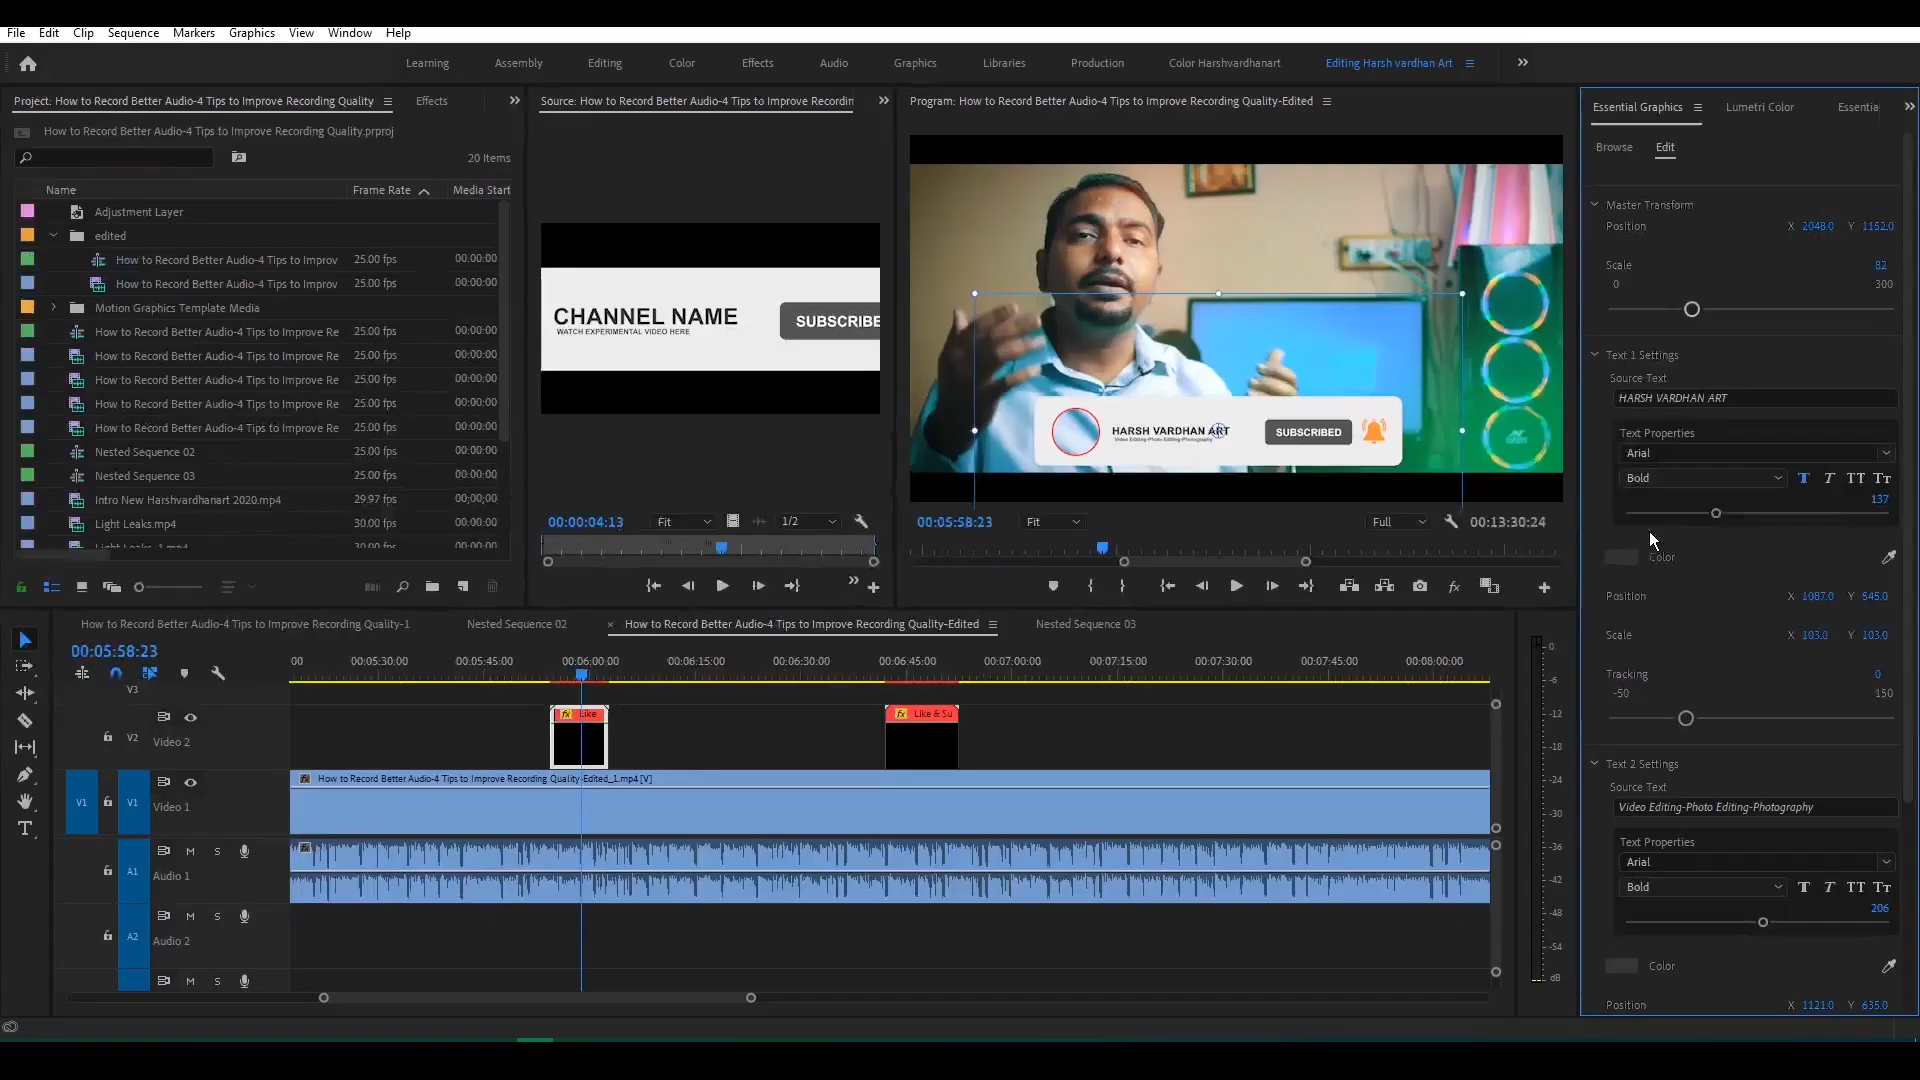 File Edit Clip Sequence Markers Graphics View Window Help
Learning Assembly Editing Color Effects Audio Graphics Libraries Production Color Harshvardhanart Editing Harsh vardhan Art
Project: How to Record Better Audio-4 Tips to Improve Recording Quality Effects
How to Record Better Audio-4 Tips to Improve Recording Quality.prproj
20 Items
Name Frame Rate Media Start
Adjustment Layer
edited
How to Record Better Audio-4 Tips to Improv 25.00 fps 00:00:00
How to Record Better Audio-4 Tips to Improv 25.00 fps 00:00:00
Motion Graphics Template Media
How to Record Better Audio-4 Tips to Improve Re 25.00 fps 00:00:00
How to Record Better Audio-4 Tips to Improve Re 25.00 fps 00:00:00
How to Record Better Audio-4 Tips to Improve Re 25.00 fps 00:00:00
How to Record Better Audio-4 Tips to Improve Re 25.00 fps 00:00:00
How to Record Better Audio-4 Tips to Improve Re 25.00 fps 00:00:00
Nested Sequence 02 25.00 fps 00:00:00
Nested Sequence 03 25.00 fps 00:00:00
Intro New Harshvardhanart 2020.mp4 29.97 fps 00;00;00
Light Leaks.mp4 30.00 fps 00:00:00
Light Leaks_1.mp4 30.00 fps 00:00:00
Source: How to Record Better Audio-4 Tips to Improve Recordin
CHANNEL NAME
WATCH EXPERIMENTAL VIDEO HERE
SUBSCRIBE
00:00:04:13 Fit 1/2
Program: How to Record Better Audio-4 Tips to Improve Recording Quality-Edited
HARSH VARDHAN ART
Video Editing-Photo Editing-Photography
SUBSCRIBED
00:05:58:23 Fit Full 00:13:30:24
Essential Graphics Lumetri Color Essentia
Browse Edit
Master Transform
Position X 2048.0 Y 1152.0
Scale 82
0 300
Text 1 Settings
Source Text
HARSH VARDHAN ART
Text Properties
Arial
Bold T T TT Tт
137
Color
Position X 1087.0 Y 545.0
Scale X 103.0 Y 103.0
Tracking 0
-50 150
Text 2 Settings
Source Text
Video Editing-Photo Editing-Photography
Text Properties
Arial
Bold T T TT Tт
206
Color
Position X 1121.0 Y 635.0
How to Record Better Audio-4 Tips to Improve Recording Quality-1 Nested Sequence 02 × How to Record Better Audio-4 Tips to Improve Recording Quality-Edited Nested Sequence 03
00:05:58:23
00 00:05:30:00 00:05:45:00 00:06:00:00 00:06:15:00 00:06:30:00 00:06:45:00 00:07:00:00 00:07:15:00 00:07:30:00 00:07:45:00 00:08:00:00
V3
V2 Video 2
fx Like
fx Like & Su
V1 V1 Video 1
fx How to Record Better Audio-4 Tips to Improve Recording Quality-Edited_1.mp4 [V]
A1 M S Audio 1
fx
A2 M S Audio 2
M S
0
-6
-12
-18
-24
-30
-36
-42
-48
-54
dB